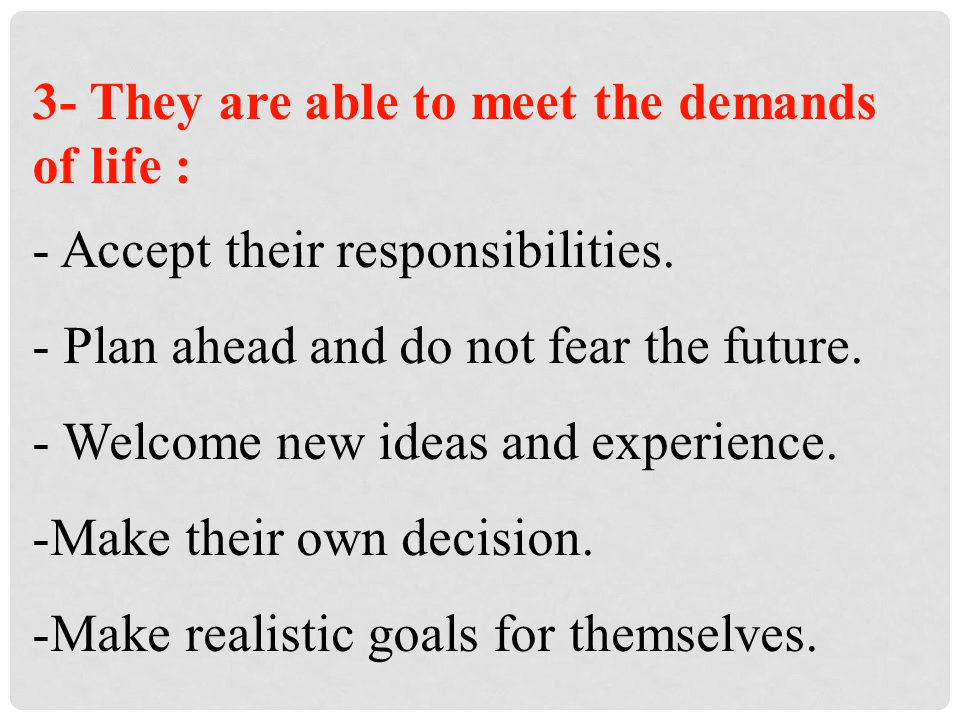 3- They are able to meet the demands
of life :
- Accept their responsibilities.
- Plan ahead and do not fear the future.
- Welcome new ideas and experience.
-Make their own decision.
-Make realistic goals for themselves.